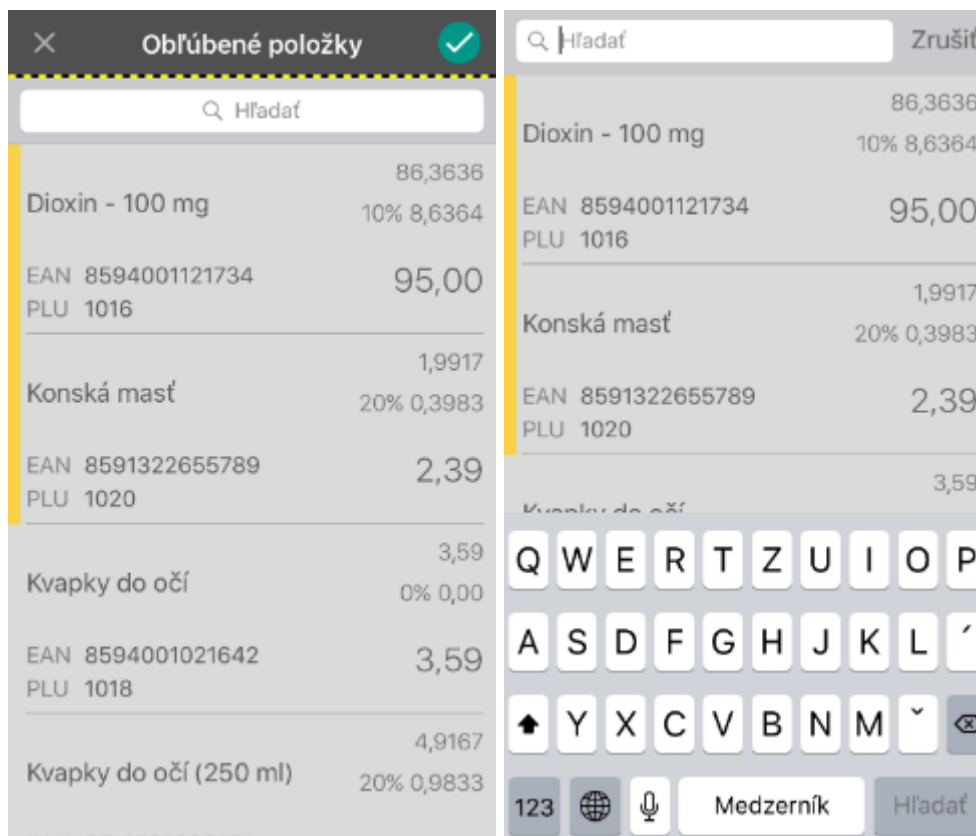 Obľúbené položky
Hľadať
86,3636
Dioxin - 100 mg
10% 8,6364
EAN 8594001121734
95,00
PLU 1016
1,9917
Konská masť
20% 0,3983
EAN 8591322655789
2,39
PLU 1020
3,59
Kvapky do očí
0% 0,00
EAN 8594001021642
3,59
PLU 1018
4,9167
Kvapky do očí (250 ml)
20% 0,9833
Hľadať
Zrušiť
86,3636
Dioxin - 100 mg
10% 8,6364
EAN 8594001121734
95,00
PLU 1016
1,9917
Konská masť
20% 0,3983
EAN 8591322655789
2,39
PLU 1020
3,59
Kvapky do očí
Q W E R T Z U I O P
A S D F G H J K L ´
Y X C V B N M ˇ
123 Medzerník Hľadať